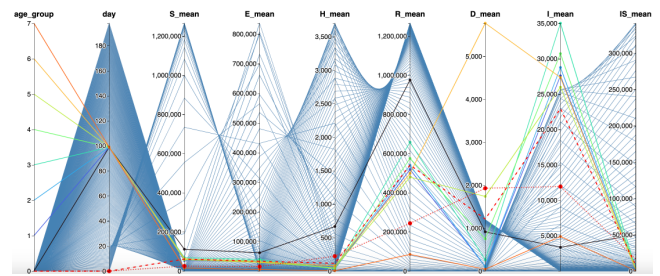 age_group day S_mean E_mean H_mean R_mean D_mean I_mean IS_mean
7 6 5 4 3 2 1 0
180 160 140 120 100 80 60 40 20
1,200,000 1,000,000 800,000 600,000 400,000 200,000 0
800,000 700,000 600,000 500,000 400,000 300,000 200,000 100,000 0
3,500 3,000 2,500 2,000 1,500 1,000 500 0
1,200,000 1,000,000 800,000 600,000 400,000 200,000 0
5,000 4,000 3,000 2,000 1,000 0
35,000 30,000 25,000 20,000 15,000 10,000 5,000 0
300,000 250,000 200,000 150,000 100,000 50,000 0